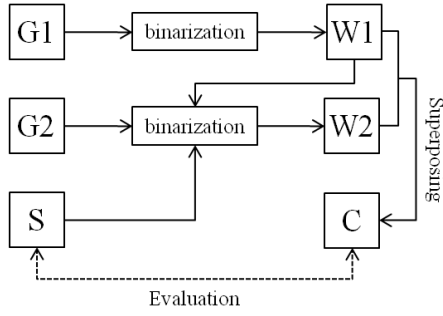 G1
binarization
W1
G2
binarization
W2
Superposing
S
C
Evaluation